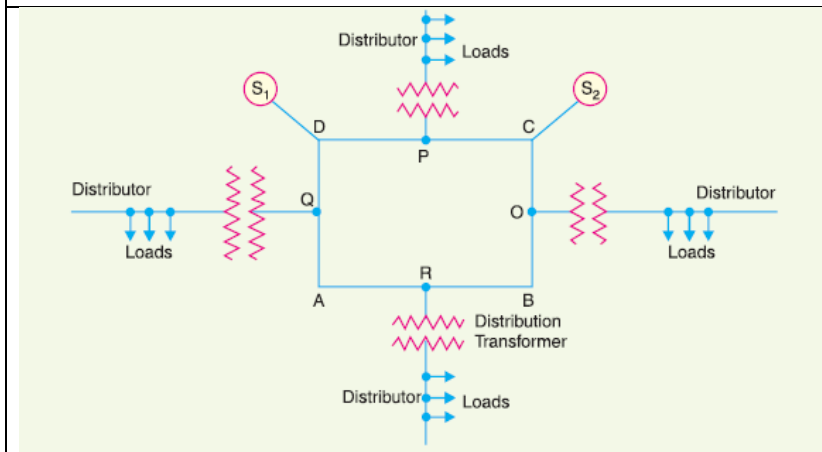 Distributor
Loads
S1
S2
D
C
P
Distributor
Q
O
Distributor
Loads
Loads
R
A
B
Distribution
Transformer
Distributor
Loads